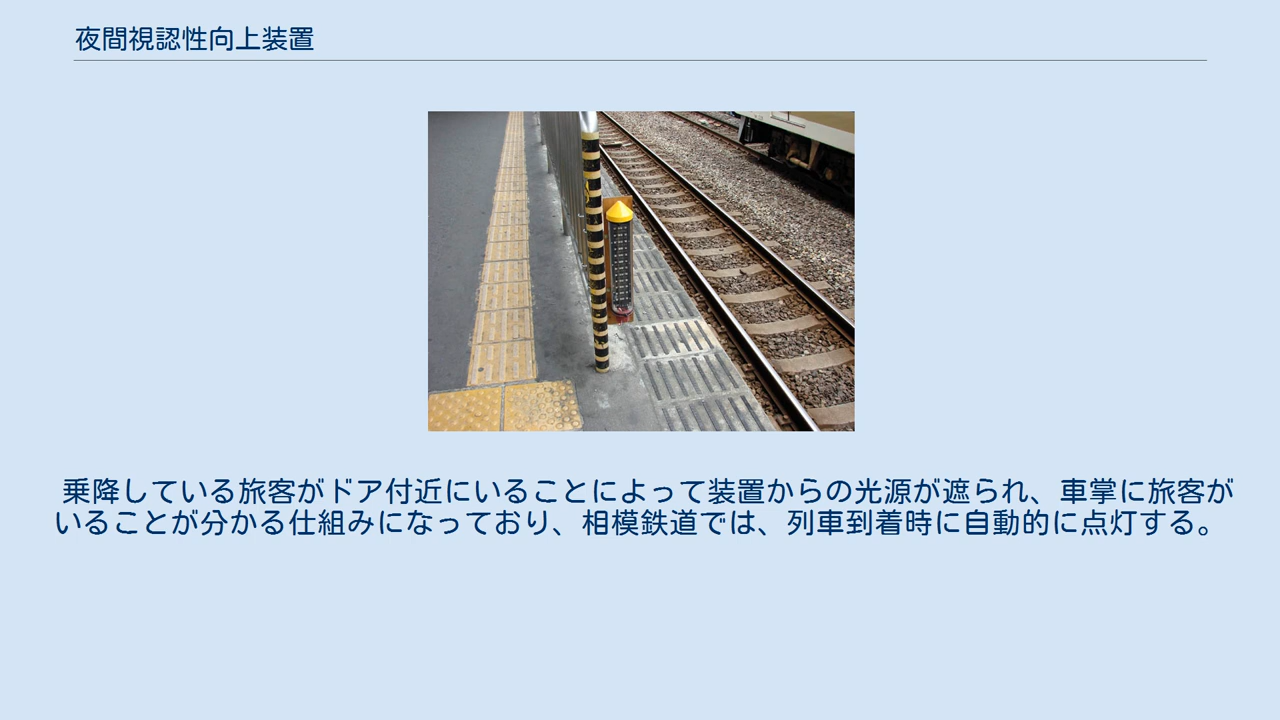 夜間視認性向上装置
乗降している旅客がドア付近にいることによって装置からの光源が遮られ、車掌に旅客が
いることが分かる仕組みになっており、相模鉄道では、列車到着時に自動的に点灯する。